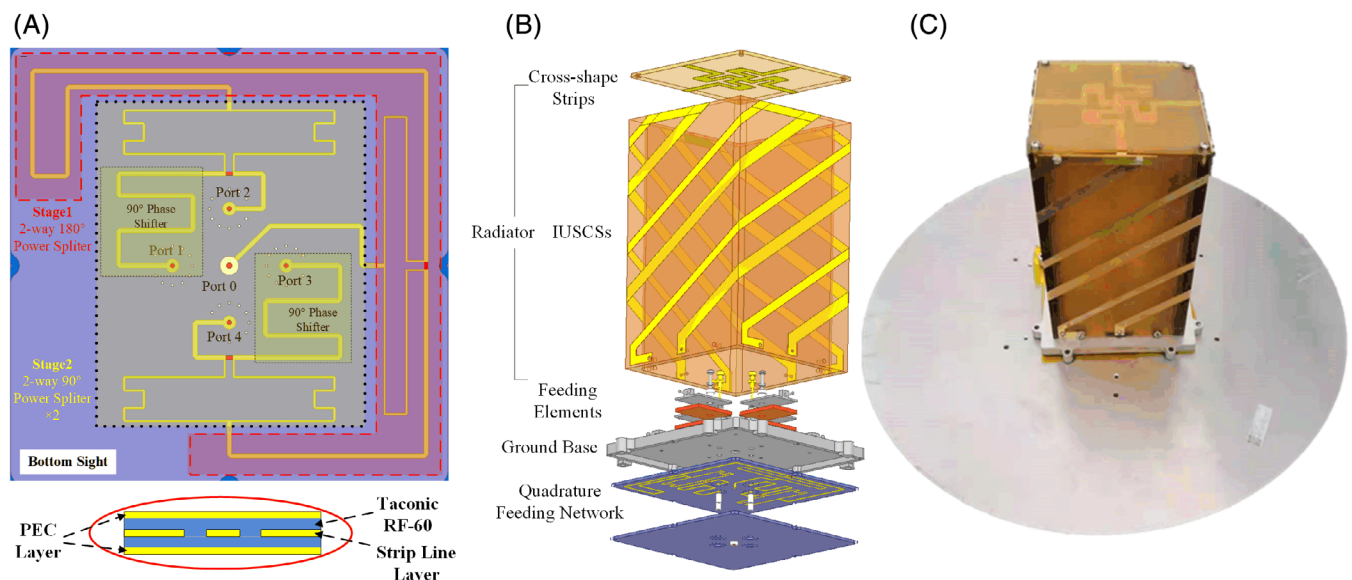 (A)
Port 2
90° Phase
Shifter
Stage1
2-way 180°
Power Spliter
Port 1
Port 3
Port 0
90° Phase
Shifter
Port 4
Stage2
2-way 90°
Power Spliter
×2
Bottom Sight
PEC
Layer
Taconic
RF-60
Strip Line
Layer
(B)
Cross-shape
Strips
Radiator
IUSCSs
Feeding
Elements
Ground Base
Quadrature
Feeding Network
(C)